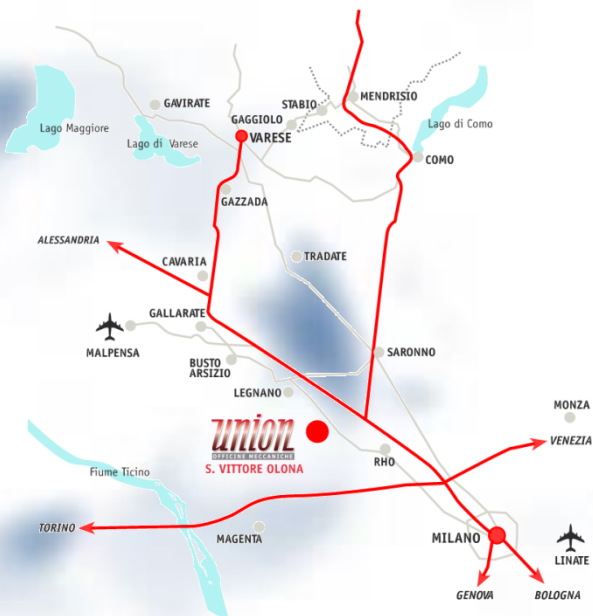 MENDRISIO
GAVIRATE
STABIO
GAGGIOLO
Lago Maggiore
Lago di Como
VARESE
Lago di Varese
COMO
GAZZADA
ALESSANDRIA
TRADATE
CAVARIA
GALLARATE
MALPENSA
SARONNO
BUSTO
ARSIZIO
LEGNANO
MONZA
union
OFFICINE MECCANICHE
VENEZIA
RHO
S. VITTORE OLONA
Fiume Ticino
TORINO
MAGENTA
MILANO
LINATE
GENOVA
BOLOGNA